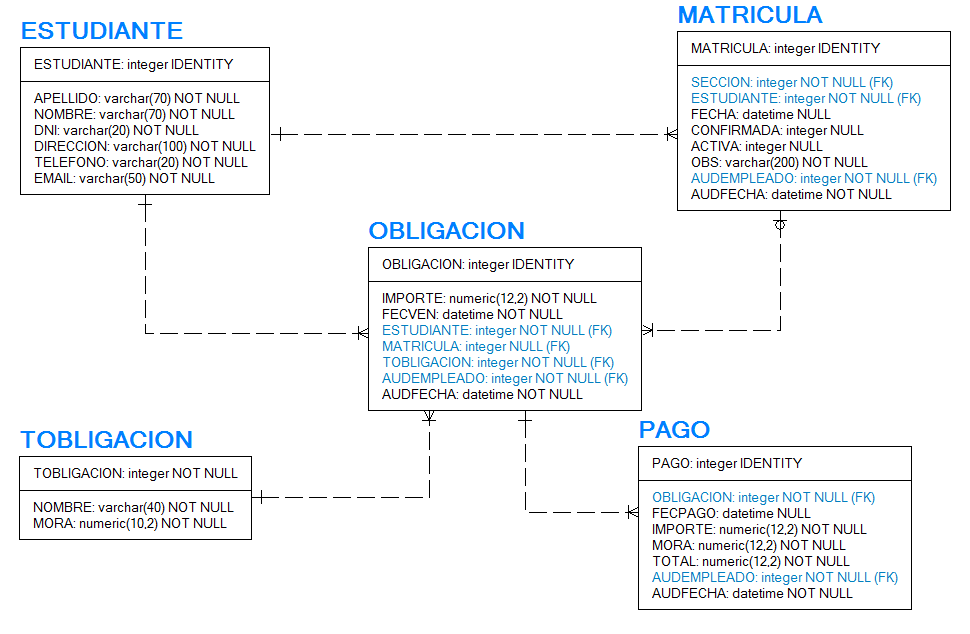 ESTUDIANTE
ESTUDIANTE: integer IDENTITY
APELLIDO: varchar(70) NOT NULL
NOMBRE: varchar(70) NOT NULL
DNI: varchar(20) NOT NULL
DIRECCION: varchar(100) NOT NULL
TELEFONO: varchar(20) NOT NULL
EMAIL: varchar(50) NOT NULL
MATRICULA
MATRICULA: integer IDENTITY
SECCION: integer NOT NULL (FK)
ESTUDIANTE: integer NOT NULL (FK)
FECHA: datetime NULL
CONFIRMADA: integer NULL
ACTIVA: integer NULL
OBS: varchar(200) NOT NULL
AUDEMPLEADO: integer NOT NULL (FK)
AUDFECHA: datetime NOT NULL
OBLIGACION
OBLIGACION: integer IDENTITY
IMPORTE: numeric(12,2) NOT NULL
FECVEN: datetime NOT NULL
ESTUDIANTE: integer NOT NULL (FK)
MATRICULA: integer NULL (FK)
TOBLIGACION: integer NOT NULL (FK)
AUDEMPLEADO: integer NOT NULL (FK)
AUDFECHA: datetime NOT NULL
TOBLIGACION
TOBLIGACION: integer NOT NULL
NOMBRE: varchar(40) NOT NULL
MORA: numeric(10,2) NOT NULL
PAGO
PAGO: integer IDENTITY
OBLIGACION: integer NOT NULL (FK)
FECPAGO: datetime NULL
IMPORTE: numeric(12,2) NOT NULL
MORA: numeric(12,2) NOT NULL
TOTAL: numeric(12,2) NOT NULL
AUDEMPLEADO: integer NOT NULL (FK)
AUDFECHA: datetime NOT NULL